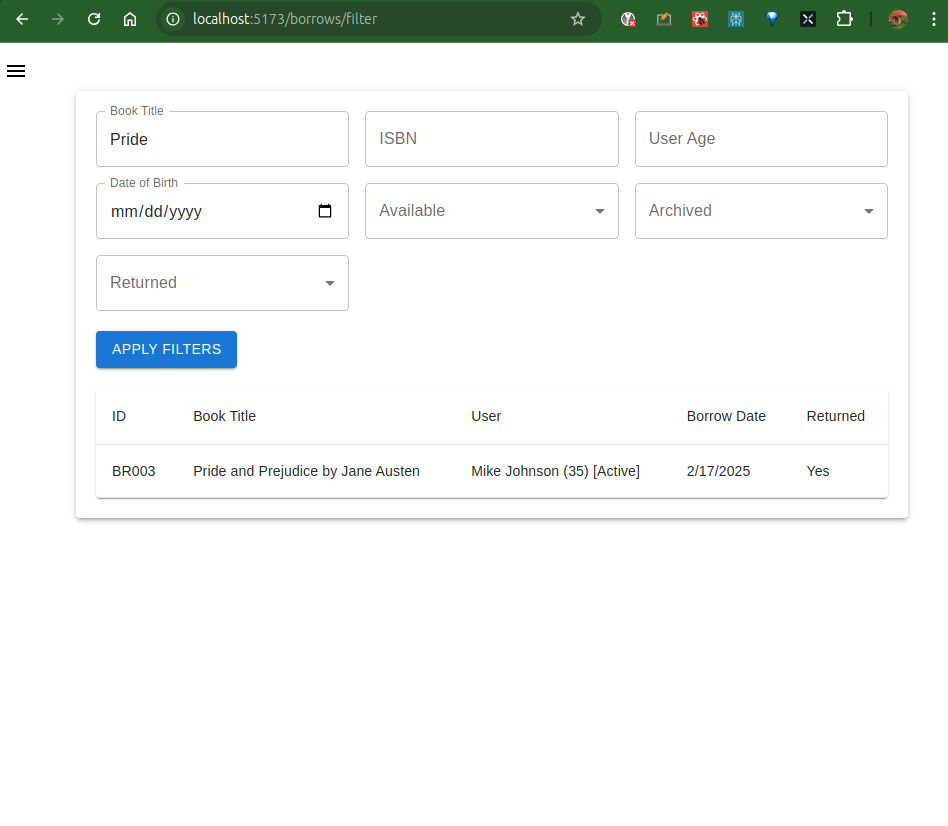 localhost:5173/borrows/filter
Book Title
Pride
ISBN
User Age
Date of Birth
mm/dd/yyyy
Available
Archived
Returned
APPLY FILTERS
ID Book Title User Borrow Date Returned
BR003 Pride and Prejudice by Jane Austen Mike Johnson (35) [Active] 2/17/2025 Yes